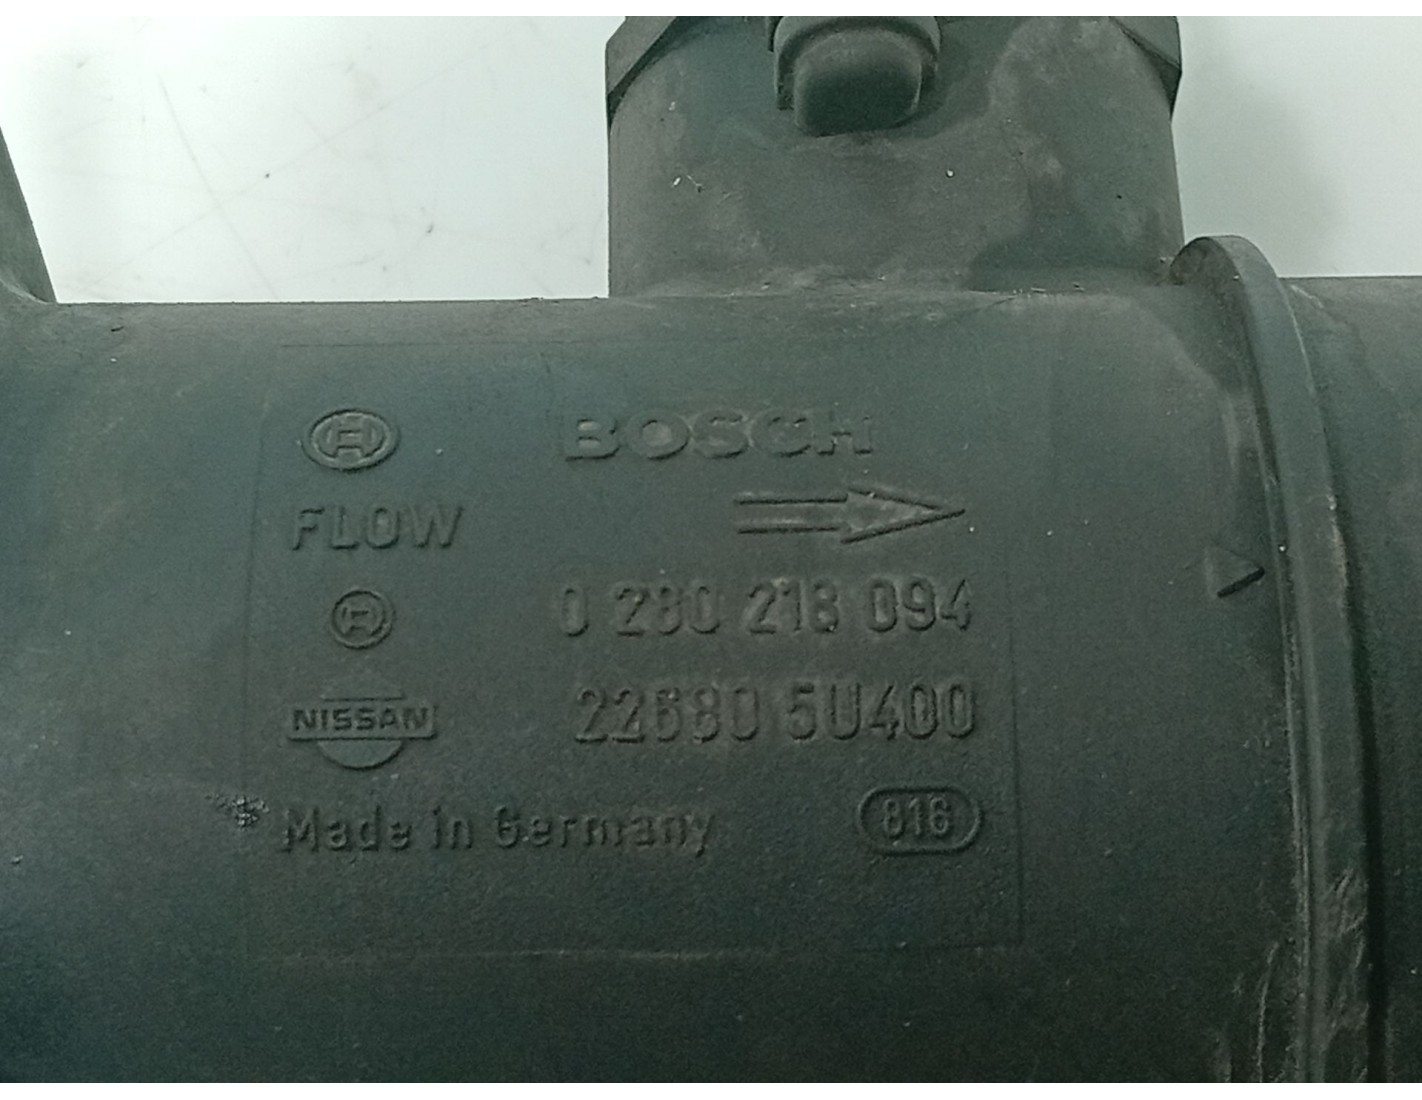 BOSCH
FLOW
0 280 218 094
NISSAN 22680 5U400
Made in Germany 816